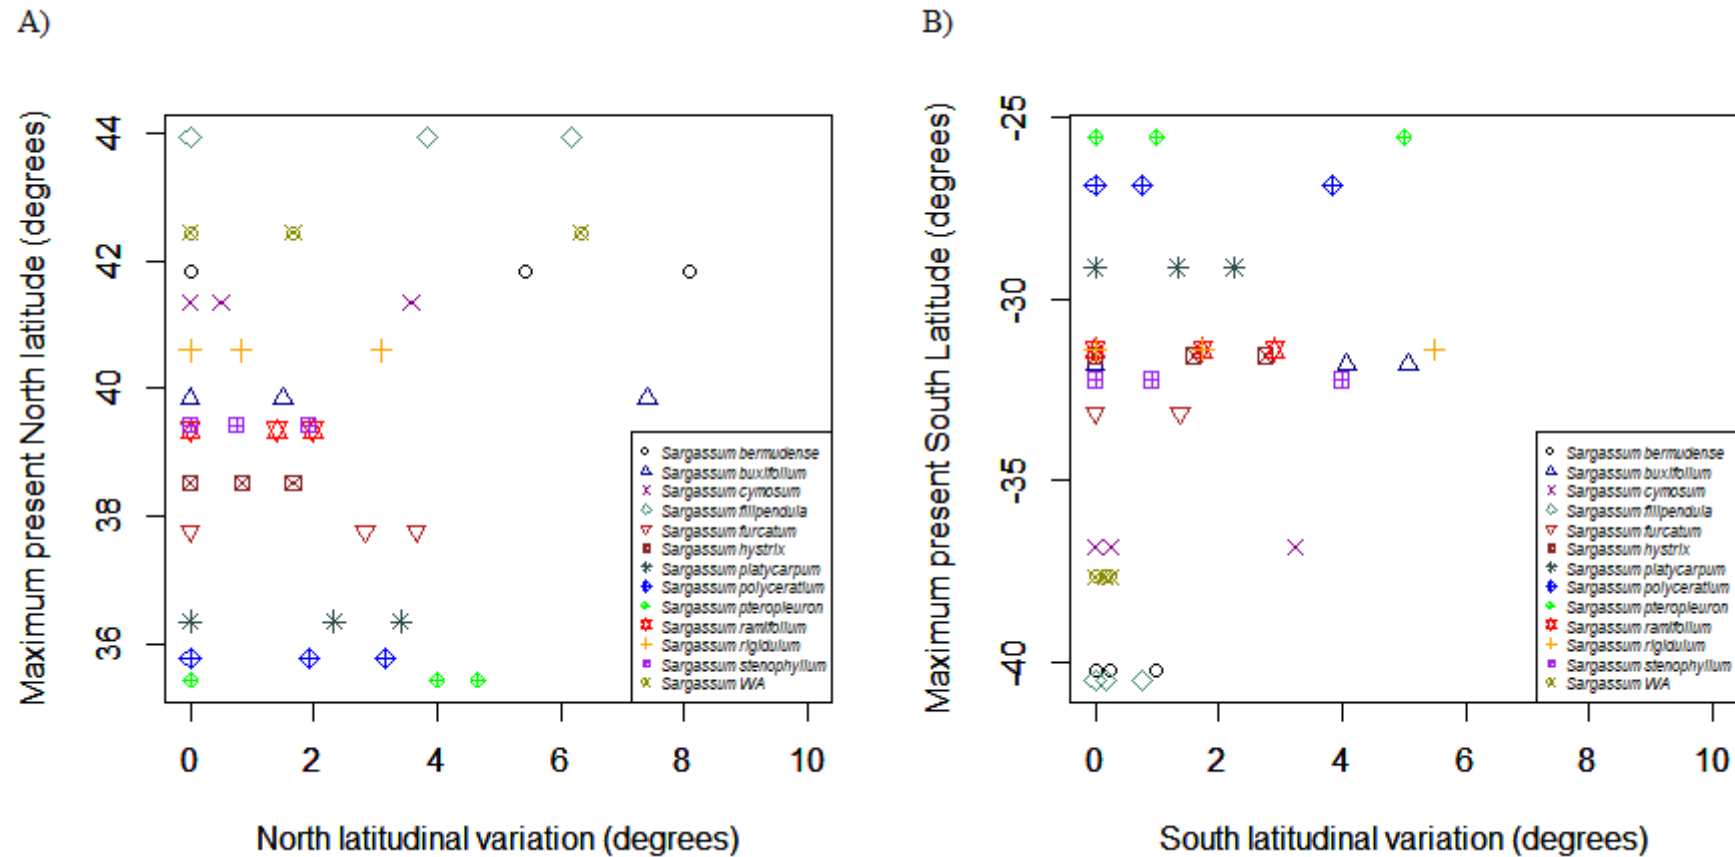 A)
B)
Maximum present North latitude (degrees)
44
42
40
38
36
0 2 4 6 8 10
North latitudinal variation (degrees)
Sargassum bermudense
Sargassum buxifolium
Sargassum cymosum
Sargassum filipendula
Sargassum furcatum
Sargassum hystrix
Sargassum platycarpum
Sargassum polyceratium
Sargassum pteropleuron
Sargassum ramifolium
Sargassum rigidulum
Sargassum stenophyllum
Sargassum WA
Maximum present South Latitude (degrees)
-25
-30
-35
-40
0 2 4 6 8 10
South latitudinal variation (degrees)
Sargassum bermudense
Sargassum buxifolium
Sargassum cymosum
Sargassum filipendula
Sargassum furcatum
Sargassum hystrix
Sargassum platycarpum
Sargassum polyceratium
Sargassum pteropleuron
Sargassum ramifolium
Sargassum rigidulum
Sargassum stenophyllum
Sargassum WA